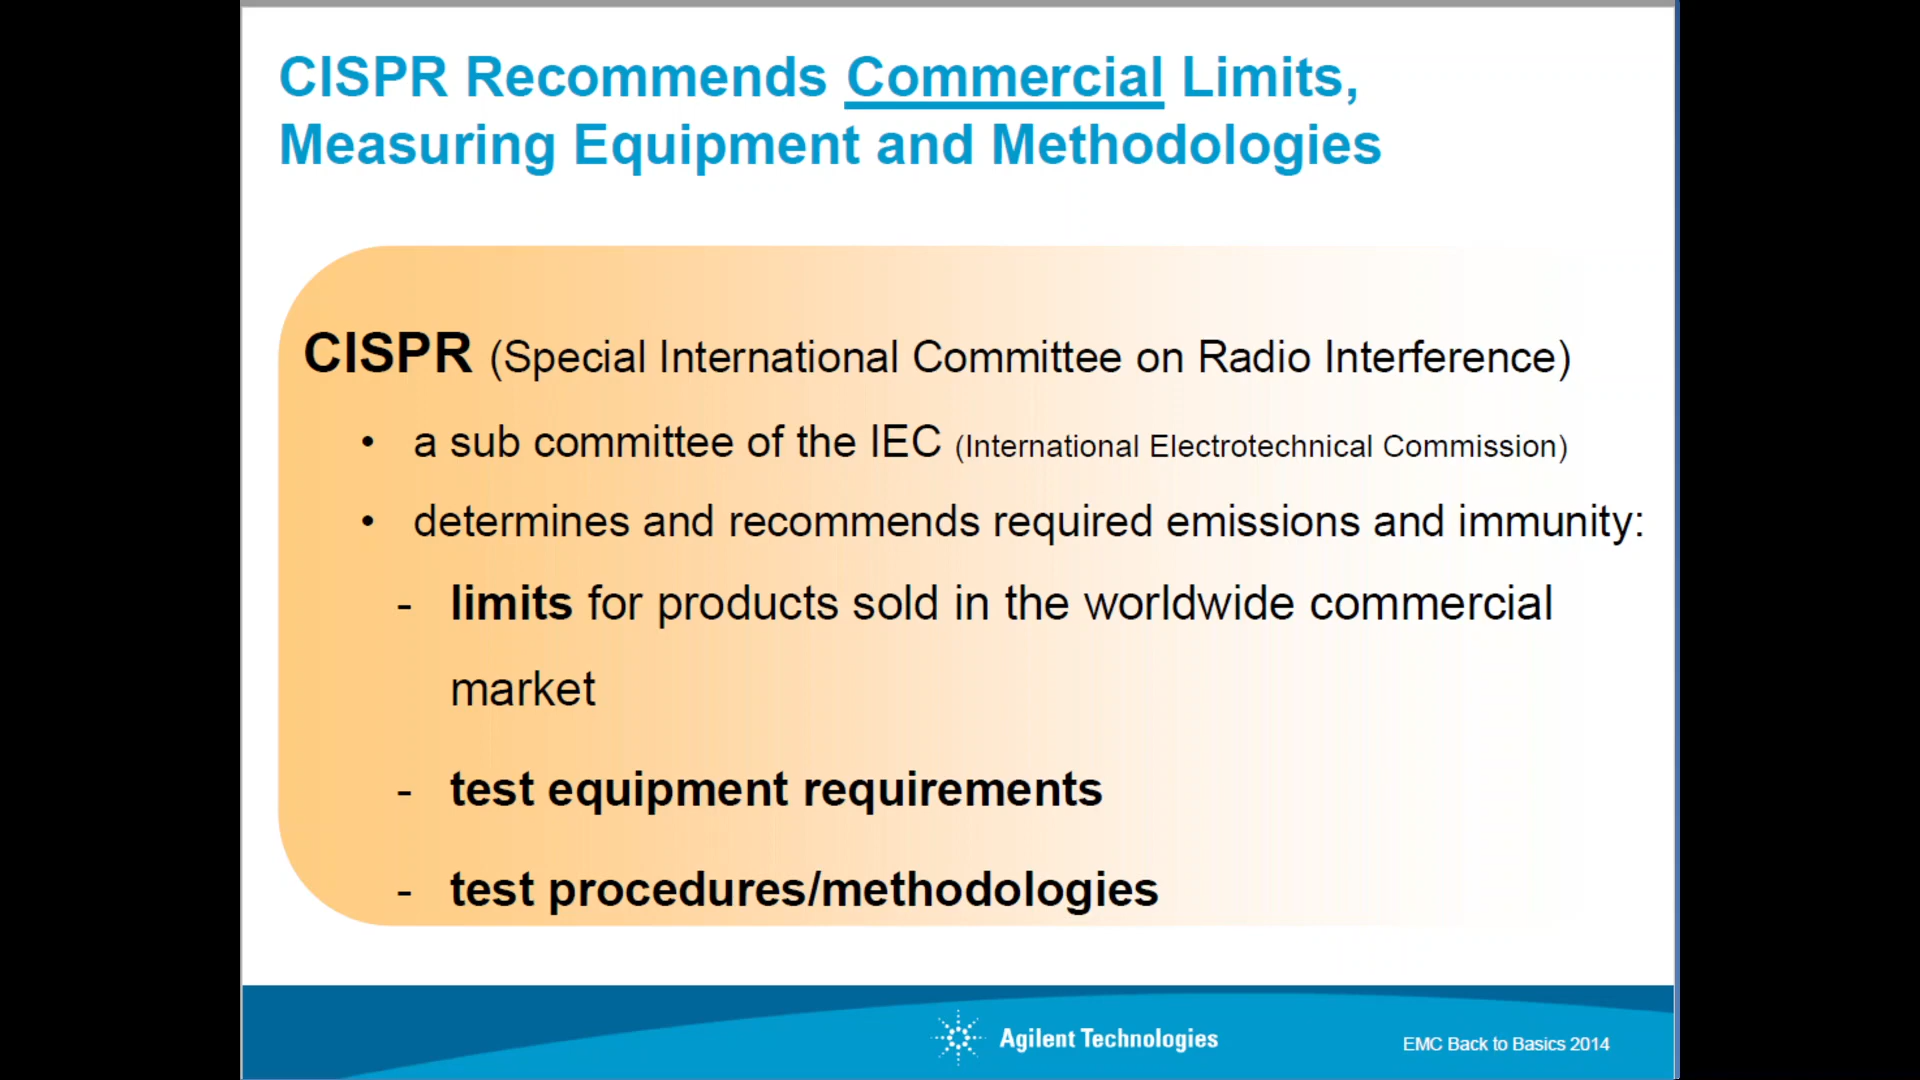 CISPR Recommends Commercial Limits,
Measuring Equipment and Methodologies
CISPR (Special International Committee on Radio Interference)
• a sub committee of the IEC (International Electrotechnical Commission)
• determines and recommends required emissions and immunity:
- limits for products sold in the worldwide commercial
market
- test equipment requirements
- test procedures/methodologies
Agilent Technologies
EMC Back to Basics 2014